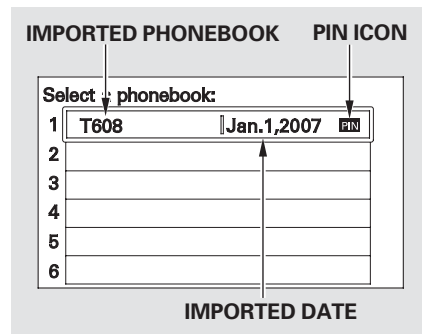 IMPORTED PHONEBOOK PIN ICON
Select a phonebook:
1 T608 Jan.1,2007 PIN
2
3
4
5
6
IMPORTED DATE